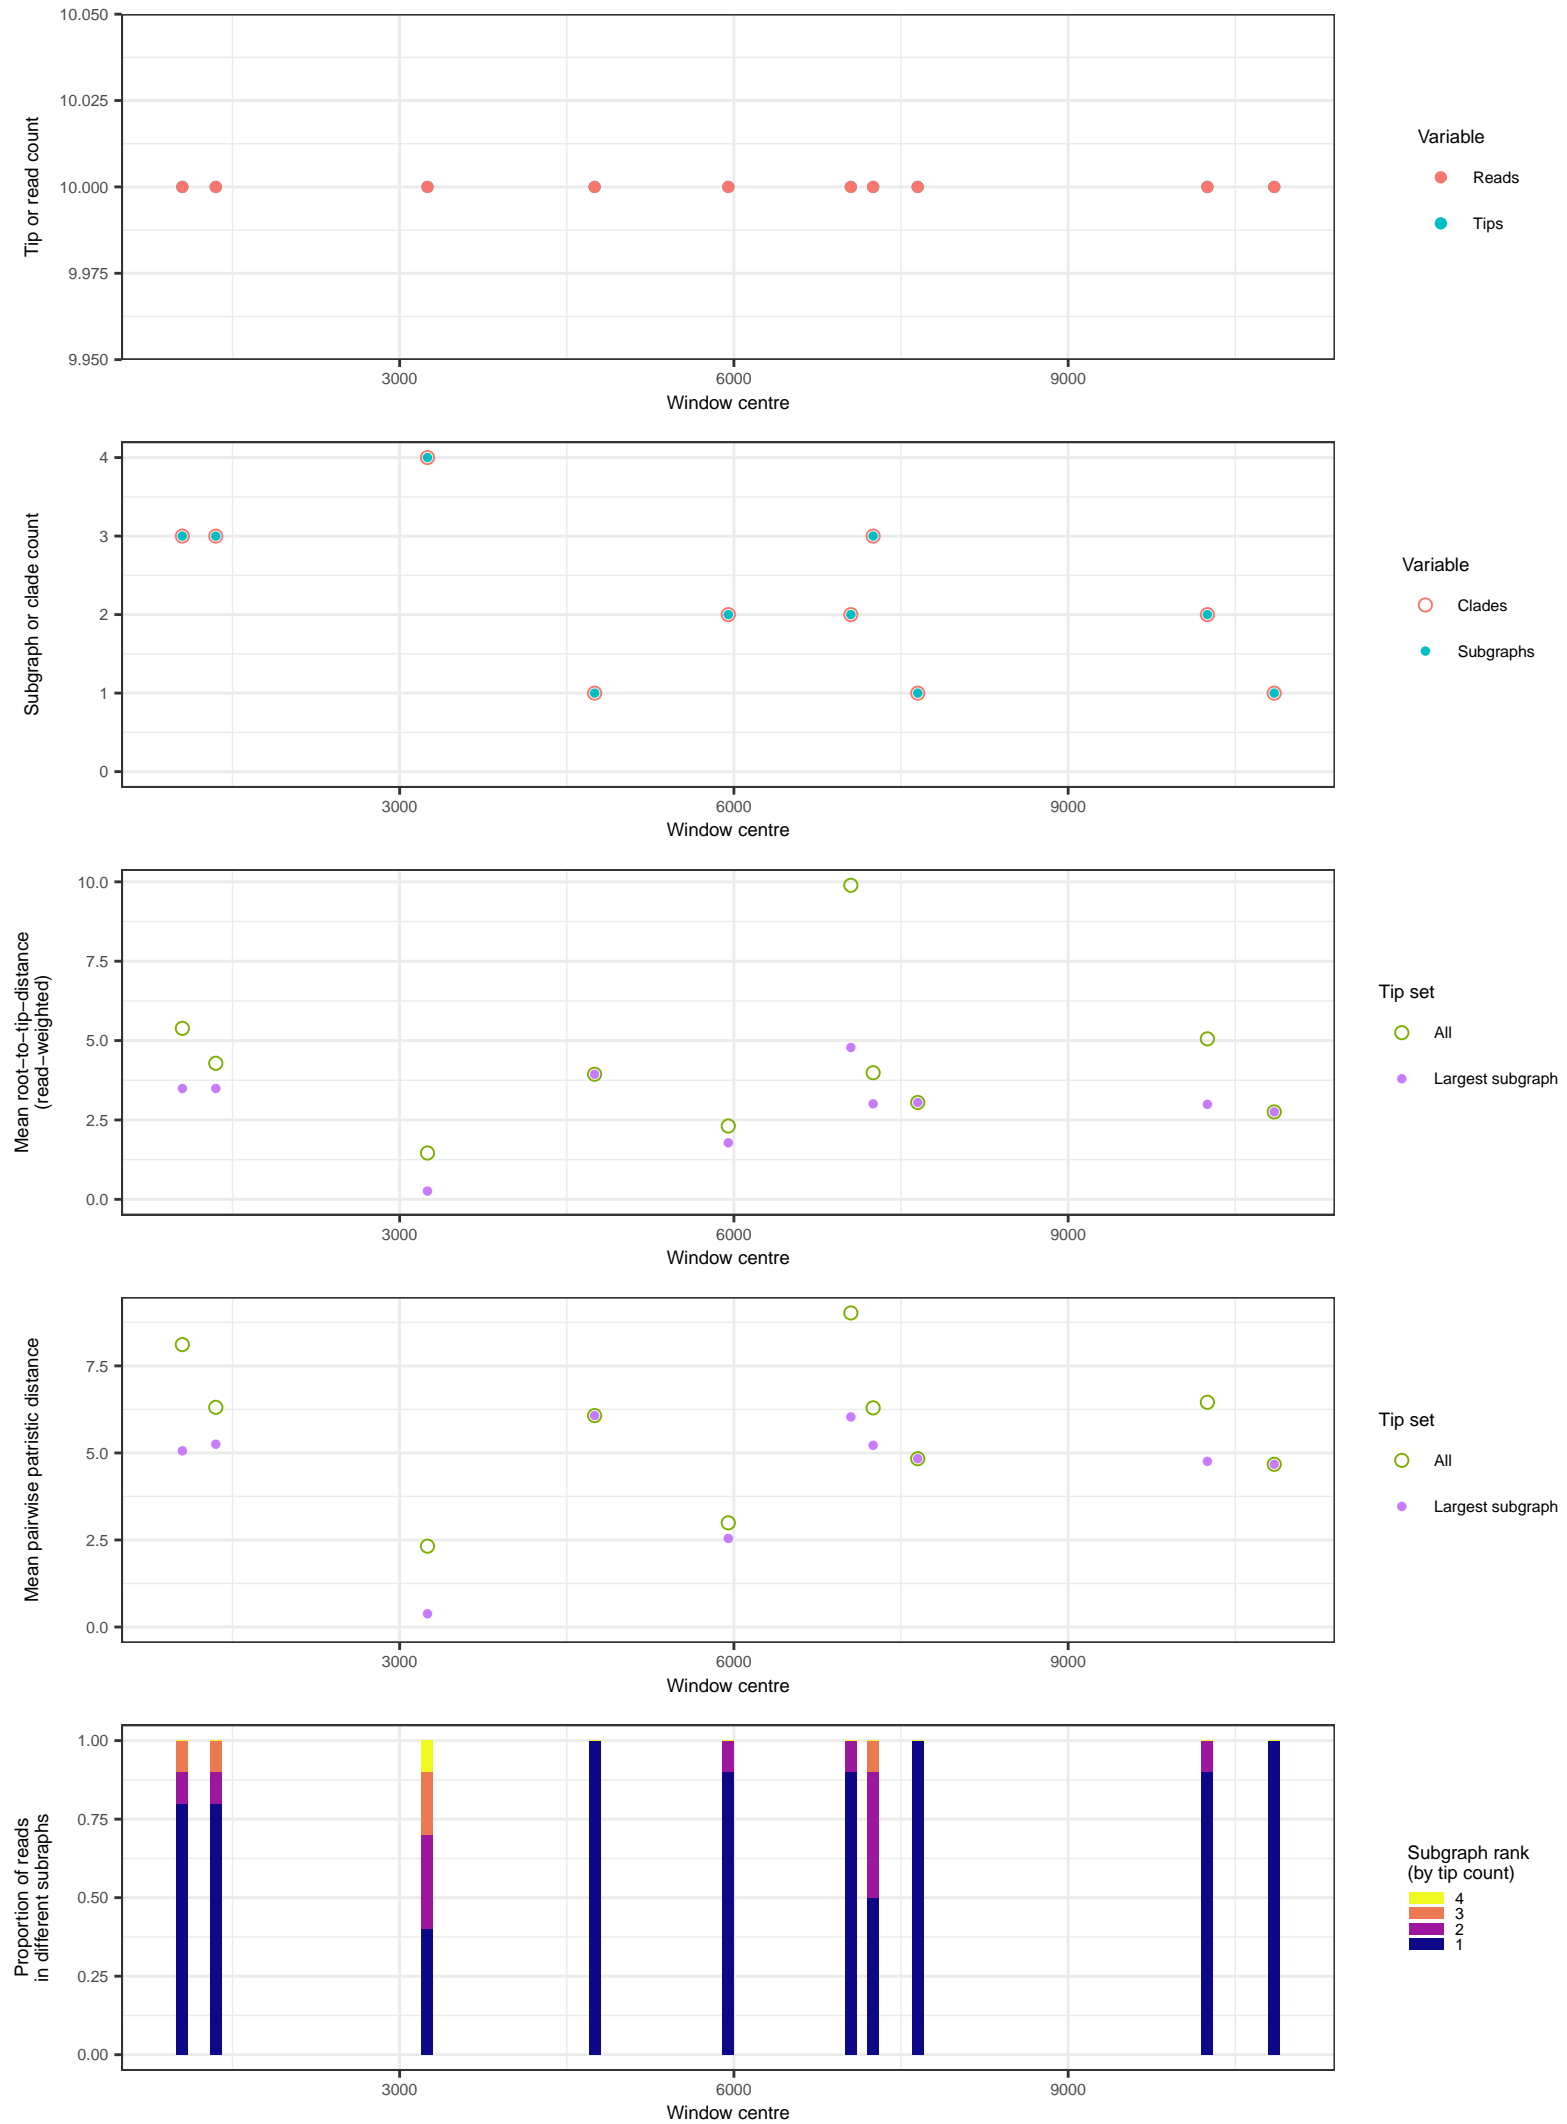 10.050
10.025
10.000
9.975
9.950
Tip or read count
3000
6000
9000
Window centre
Variable
Reads
Tips
4
3
2
1
0
Subgraph or clade count
3000
6000
9000
Window centre
Variable
Clades
Subgraphs
10.0
7.5
5.0
2.5
0.0
Mean root−to−tip−distance
(read−weighted)
3000
6000
9000
Window centre
Tip set
All
Largest subgraph
7.5
5.0
2.5
0.0
Mean pairwise patristic distance
3000
6000
9000
Window centre
Tip set
All
Largest subgraph
1.00
0.75
0.50
0.25
0.00
Proportion of reads
in different subraphs
3000
6000
9000
Window centre
Subgraph rank
(by tip count)
4
3
2
1